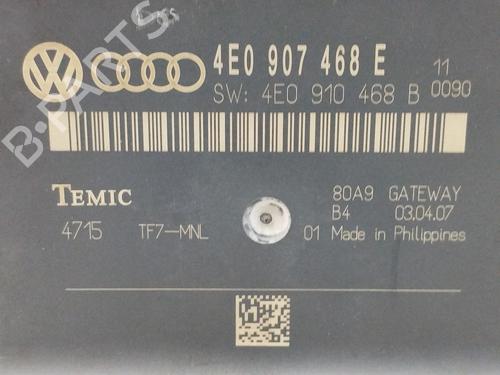 4E0 907 468 E 11
SW: 4E0 910 468 B 0090
TEMIC 80A9 GATEWAY
B4 03.04.07
4715 TF7-MNL 01 Made in Philippines
B-PARTS